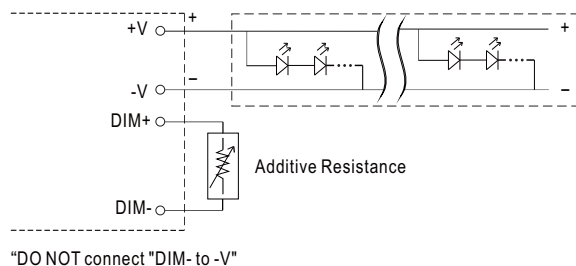 +V
+
+
-V
−
−
DIM+
Additive Resistance
DIM-
“DO NOT connect "DIM- to -V"